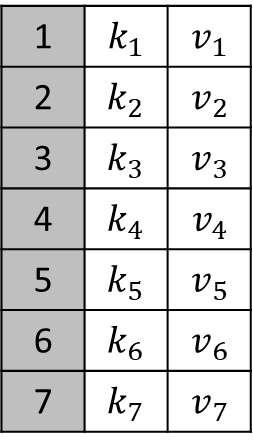 1 k₁ v₁
2 k₂ v₂
3 k₃ v₃
4 k₄ v₄
5 k₅ v₅
6 k₆ v₆
7 k₇ v₇